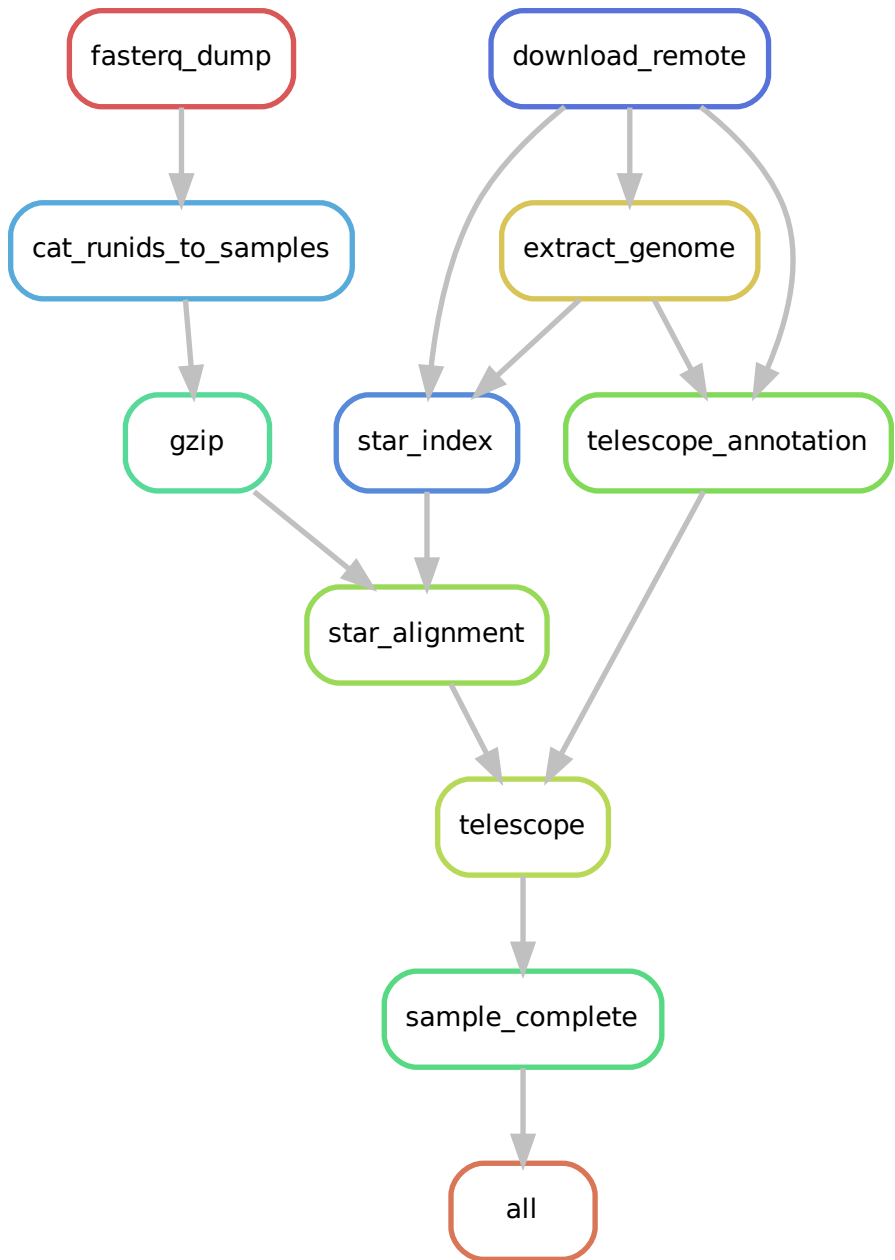 fasterq_dump
download_remote
cat_runids_to_samples
extract_genome
gzip
star_index
telescope_annotation
star_alignment
telescope
sample_complete
all